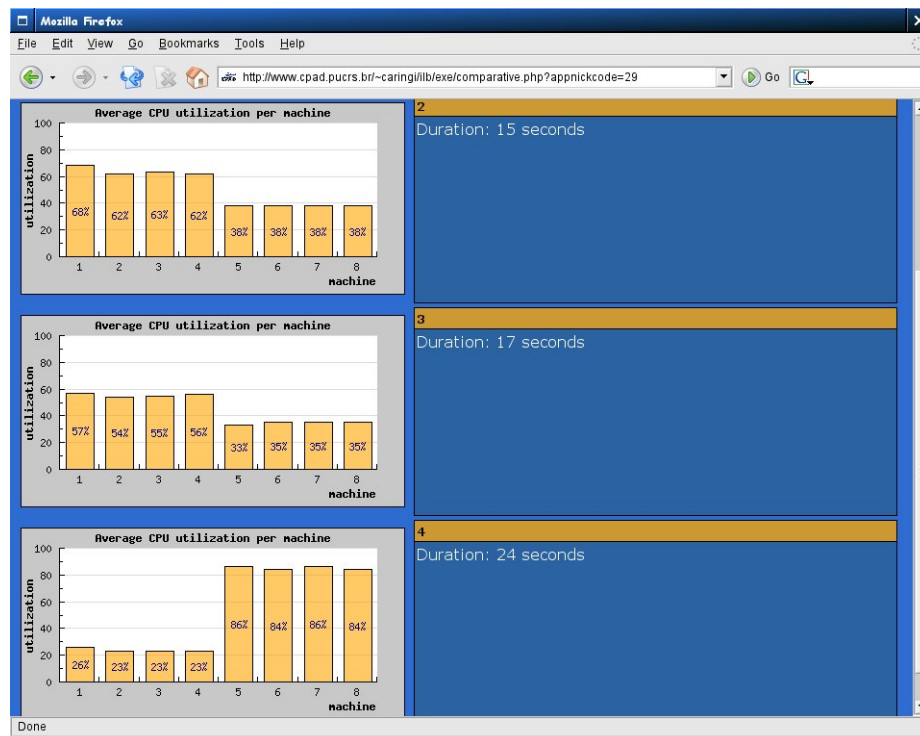 Mozilla Firefox
File Edit View Go Bookmarks Tools Help
http://www.cpad.pucrs.br/~caringi/ilb/exe/comparative.php?appnickcode=29
Go
G
Average CPU utilization per machine
utilization
100
80
60
40
20
0
68% 62% 63% 62% 38% 38% 38% 38%
1 2 3 4 5 6 7 8
machine
2
Duration: 15 seconds
Average CPU utilization per machine
utilization
100
80
60
40
20
0
57% 54% 55% 56% 33% 35% 35% 35%
1 2 3 4 5 6 7 8
machine
3
Duration: 17 seconds
Average CPU utilization per machine
utilization
100
80
60
40
20
0
26% 23% 23% 23% 86% 84% 86% 84%
1 2 3 4 5 6 7 8
machine
4
Duration: 24 seconds
Done